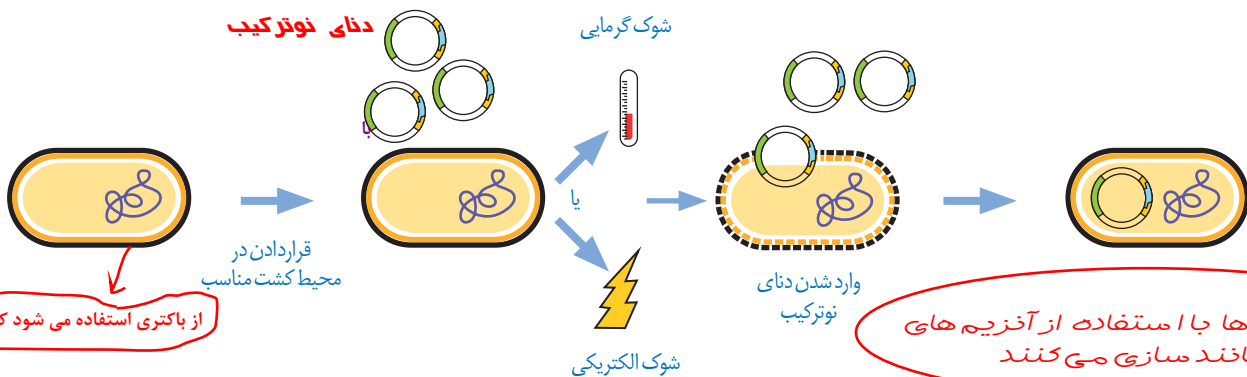 دنای نوترکیب
شوک گرمایی
با
یا
قراردادن در
محیط کشت مناسب
وارد شدن دنای
نوترکیب
شوک الکتریکی
از باکتری استفاده می شود ک
ها با استفاده از آنزیم های
سازی می کنند